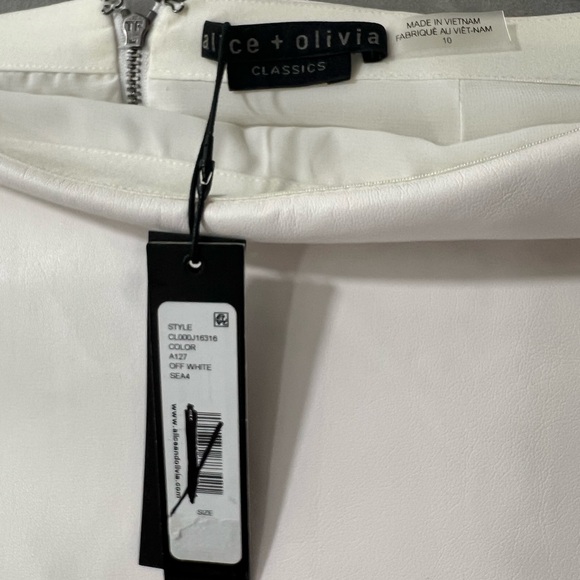 alice + olivia
CLASSICS
MADE IN VIETNAM
FABRIQUÉ AU VIÊT-NAM
10
STYLE
CL000J16316
COLOR
A127
OFF WHITE
SEA4
www.aliceandolivia.com
SIZE